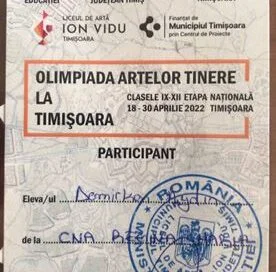 EDUCAȚIEI JUDEȚEAN TIMIȘ TIMIȘOARA
LICEUL DE ARTĂ
ION VIDU
TIMIȘOARA
Finanțat de
Municipiul Timișoara
prin Centrul de Proiecte
OLIMPIADA ARTELOR TINERE
LA
TIMIȘOARA
CLASELE IX-XII ETAPA NAȚIONALĂ
18 - 30 APRILIE 2022 TIMIȘOARA
PARTICIPANT
Eleva/ul
de la CNA
ROMÂNIA